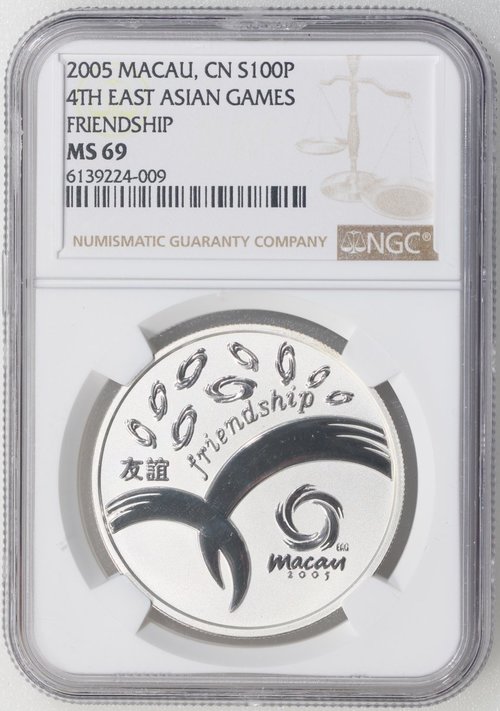 2005 MACAU, CN S100P
4TH EAST ASIAN GAMES
FRIENDSHIP
MS 69
6139224-009
NUMISMATIC GUARANTY COMPANY NGC®
friendship
友誼
macau
2005